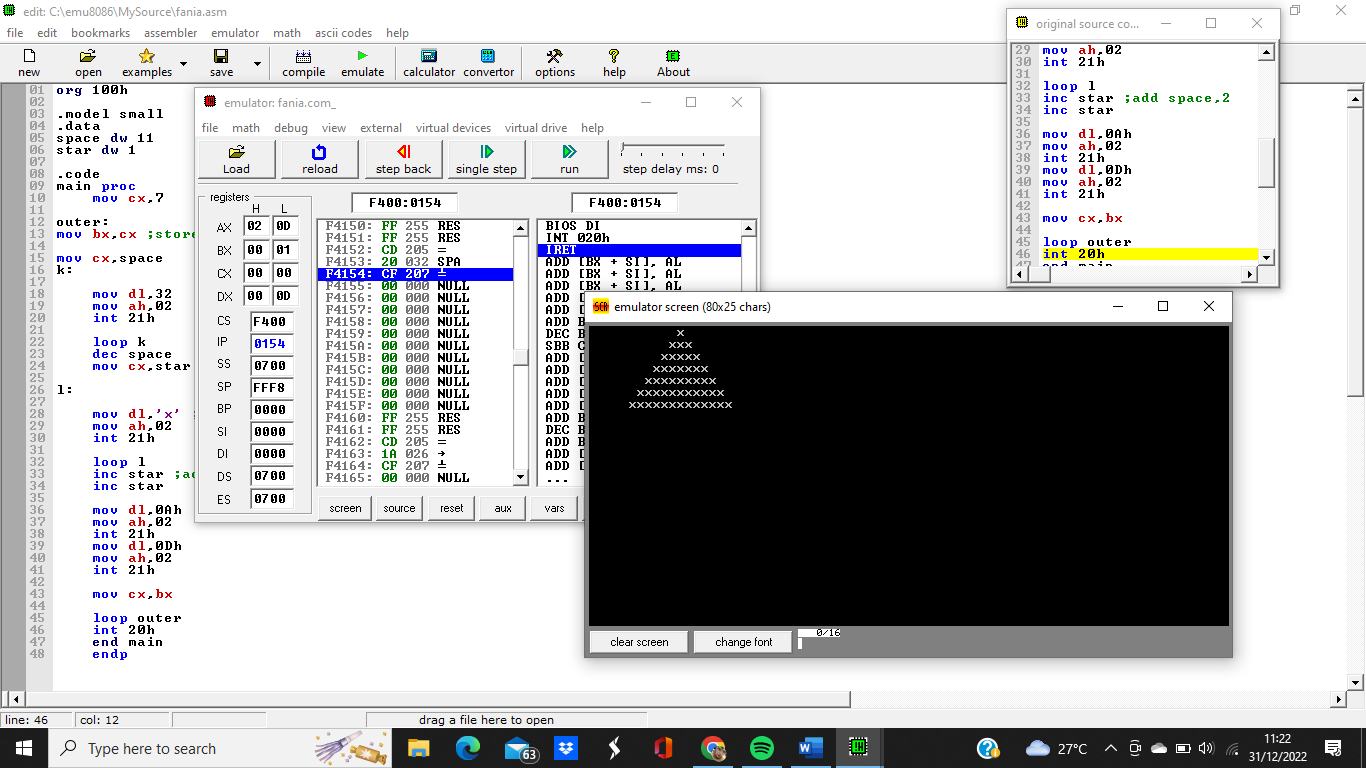 edit: C:\emu8086\MySource\fania.asm
file edit bookmarks assembler emulator math ascii codes help
new open examples save compile emulate calculator convertor options help About
01 org 100h
02
03 .model small
04 .data
05 space dw 11
06 star dw 1
07
08 .code
09 main proc
10 mov cx,7
11
12 outer:
13 mov bx,cx ;store
14
15 mov cx,space
16 k:
17
18 mov dl,32
19 mov ah,02
20 int 21h
21
22 loop k
23 dec space
24 mov cx,star
25
26 l:
27
28 mov dl,'x' ;
29 mov ah,02
30 int 21h
31
32 loop l
33 inc star ;a
34 inc star
35
36 mov dl,0Ah
37 mov ah,02
38 int 21h
39 mov dl,0Dh
40 mov ah,02
41 int 21h
42
43 mov cx,bx
44
45 loop outer
46 int 20h
47 end main
48 endp
line: 46 col: 12 drag a file here to open
emulator: fania.com_
file math debug view external virtual devices virtual drive help
Load reload step back single step run step delay ms: 0
registers
F400:0154 F400:0154
H L
AX 02 0D
BX 00 01
CX 00 00
DX 00 0D
CS F400
IP 0154
SS 0700
SP FFF8
BP 0000
SI 0000
DI 0000
DS 0700
ES 0700
F4150: FF 255 RES
F4151: FF 255 RES
F4152: CD 205 =
F4153: 20 032 SPA
F4154: CF 207 ╧
F4155: 00 000 NULL
F4156: 00 000 NULL
F4157: 00 000 NULL
F4158: 00 000 NULL
F4159: 00 000 NULL
F415A: 00 000 NULL
F415B: 00 000 NULL
F415C: 00 000 NULL
F415D: 00 000 NULL
F415E: 00 000 NULL
F415F: 00 000 NULL
F4160: FF 255 RES
F4161: FF 255 RES
F4162: CD 205 =
F4163: 1A 026 →
F4164: CF 207 ╧
F4165: 00 000 NULL
BIOS DI
INT 020h
IRET
ADD [BX + SI], AL
ADD [BX + SI], AL
ADD [BX + SI], AL
ADD
ADD
ADD
DEC B
SBB C
ADD
ADD
ADD
ADD
ADD
ADD B
DEC B
ADD B
ADD
ADD
...
screen source reset aux vars
original source co...
29 mov ah,02
30 int 21h
31
32 loop l
33 inc star ;add space,2
34 inc star
35
36 mov dl,0Ah
37 mov ah,02
38 int 21h
39 mov dl,0Dh
40 mov ah,02
41 int 21h
42
43 mov cx,bx
44
45 loop outer
46 int 20h
47 end main
emulator screen (80x25 chars)
x
xxx
xxxxx
xxxxxxx
xxxxxxxxx
xxxxxxxxxxx
xxxxxxxxxxxxx
clear screen change font 0/16
Type here to search
63
27°C
11:22
31/12/2022